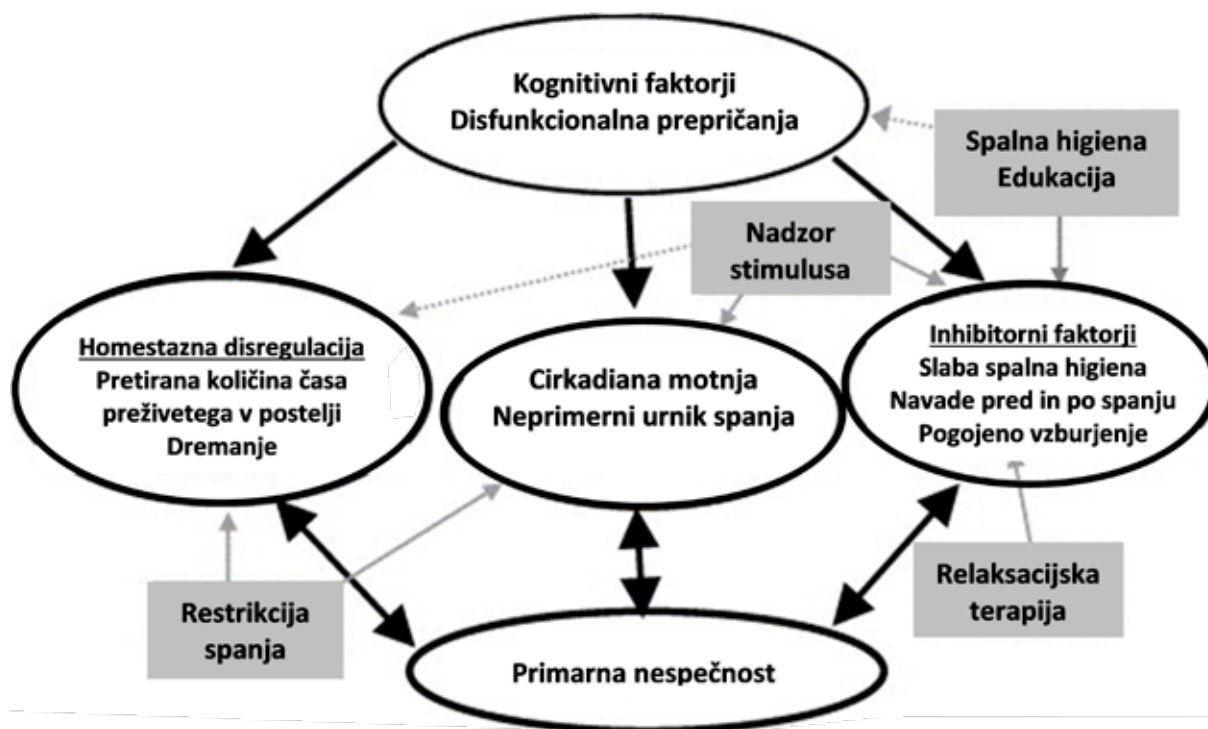 Kognitivni faktorji
Disfunkcionalna prepričanja
Spalna higiena
Edukacija
Nadzor
stimulusa
Homestazna disregulacija
Pretirana količina časa
preživetega v postelji
Dremanje
Cirkadiana motnja
Neprimerni urnik spanja
Inhibitorni faktorji
Slaba spalna higiena
Navade pred in po spanju
Pogojeno vzburjenje
Restrikcija
spanja
Relaksacijska
terapija
Primarna nespečnost